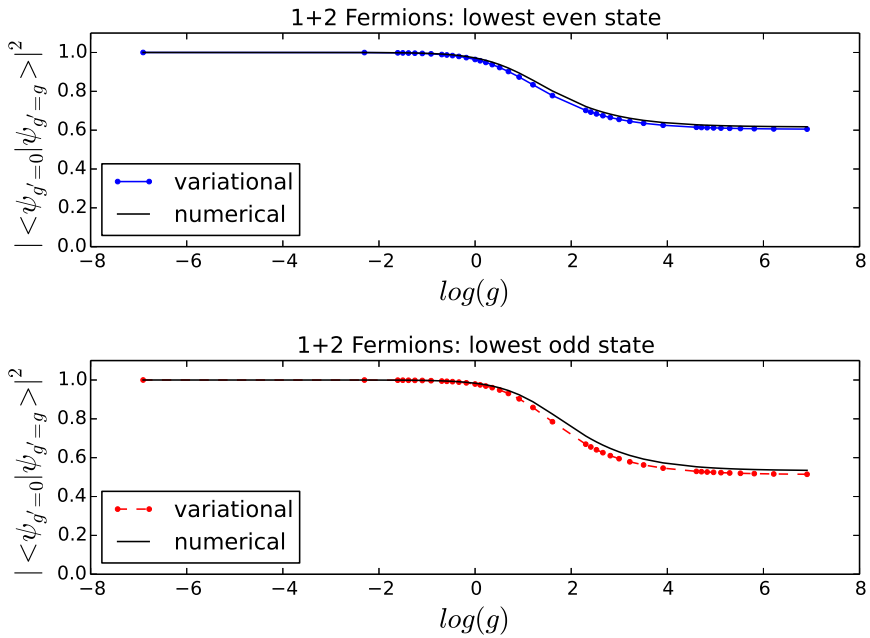 1+2 Fermions: lowest even state
|<ψ_{g'=0}|ψ_{g'=g}>|^2
1.0
0.8
0.6
0.4
0.2
0.0
variational
numerical
−8 −6 −4 −2 0 2 4 6 8
log(g)
1+2 Fermions: lowest odd state
|<ψ_{g'=0}|ψ_{g'=g}>|^2
1.0
0.8
0.6
0.4
0.2
0.0
variational
numerical
−8 −6 −4 −2 0 2 4 6 8
log(g)